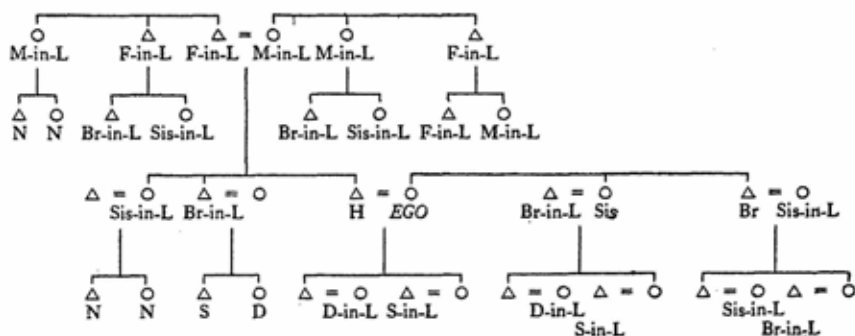 M-in-L F-in-L F-in-L M-in-L M-in-L F-in-L
N N Br-in-L Sis-in-L Br-in-L Sis-in-L F-in-L M-in-L
Sis-in-L Br-in-L H EGO Br-in-L Sis Br Sis-in-L
N N S D D-in-L S-in-L D-in-L Sis-in-L
S-in-L Br-in-L